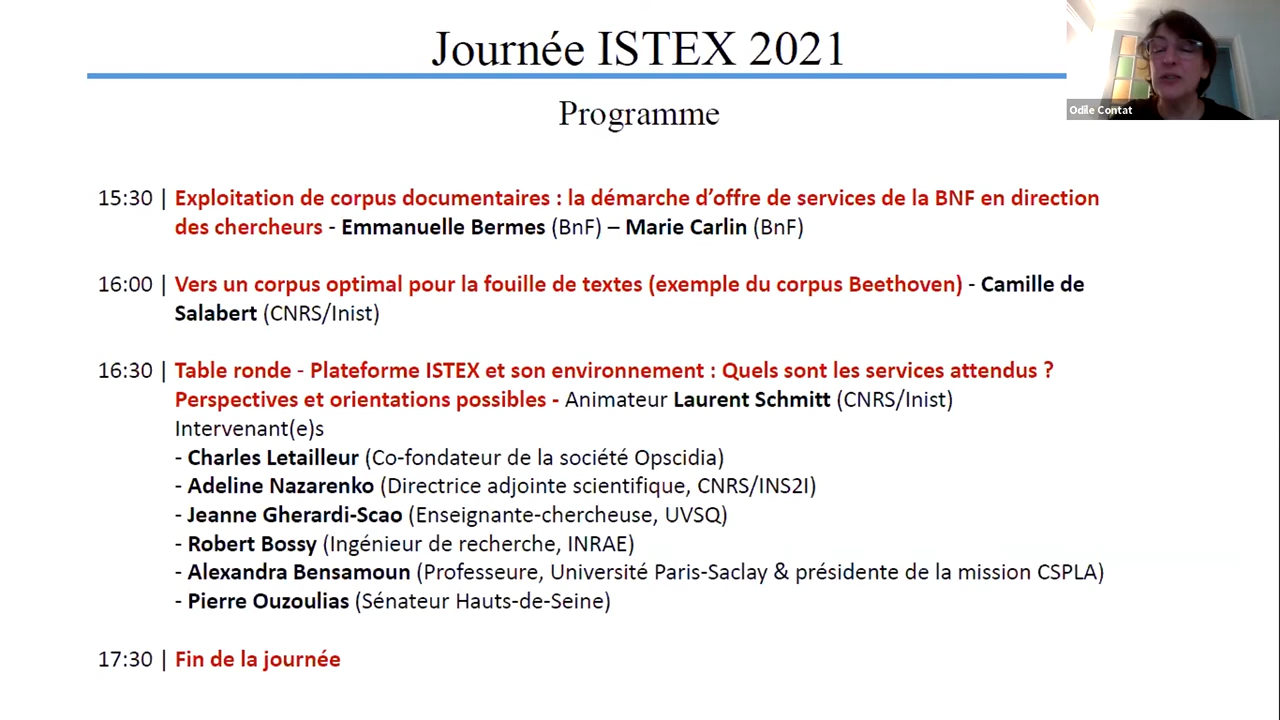 Journée ISTEX 2021
Odile Contat
Programme
15:30 | Exploitation de corpus documentaires : la démarche d’offre de services de la BNF en direction
des chercheurs - Emmanuelle Bermes (BnF) – Marie Carlin (BnF)
16:00 | Vers un corpus optimal pour la fouille de textes (exemple du corpus Beethoven) - Camille de
Salabert (CNRS/Inist)
16:30 | Table ronde - Plateforme ISTEX et son environnement : Quels sont les services attendus ?
Perspectives et orientations possibles - Animateur Laurent Schmitt (CNRS/Inist)
Intervenant(e)s
- Charles Letailleur (Co-fondateur de la société Opscidia)
- Adeline Nazarenko (Directrice adjointe scientifique, CNRS/INS2I)
- Jeanne Gherardi-Scao (Enseignante-chercheuse, UVSQ)
- Robert Bossy (Ingénieur de recherche, INRAE)
- Alexandra Bensamoun (Professeure, Université Paris-Saclay & présidente de la mission CSPLA)
- Pierre Ouzoulias (Sénateur Hauts-de-Seine)
17:30 | Fin de la journée